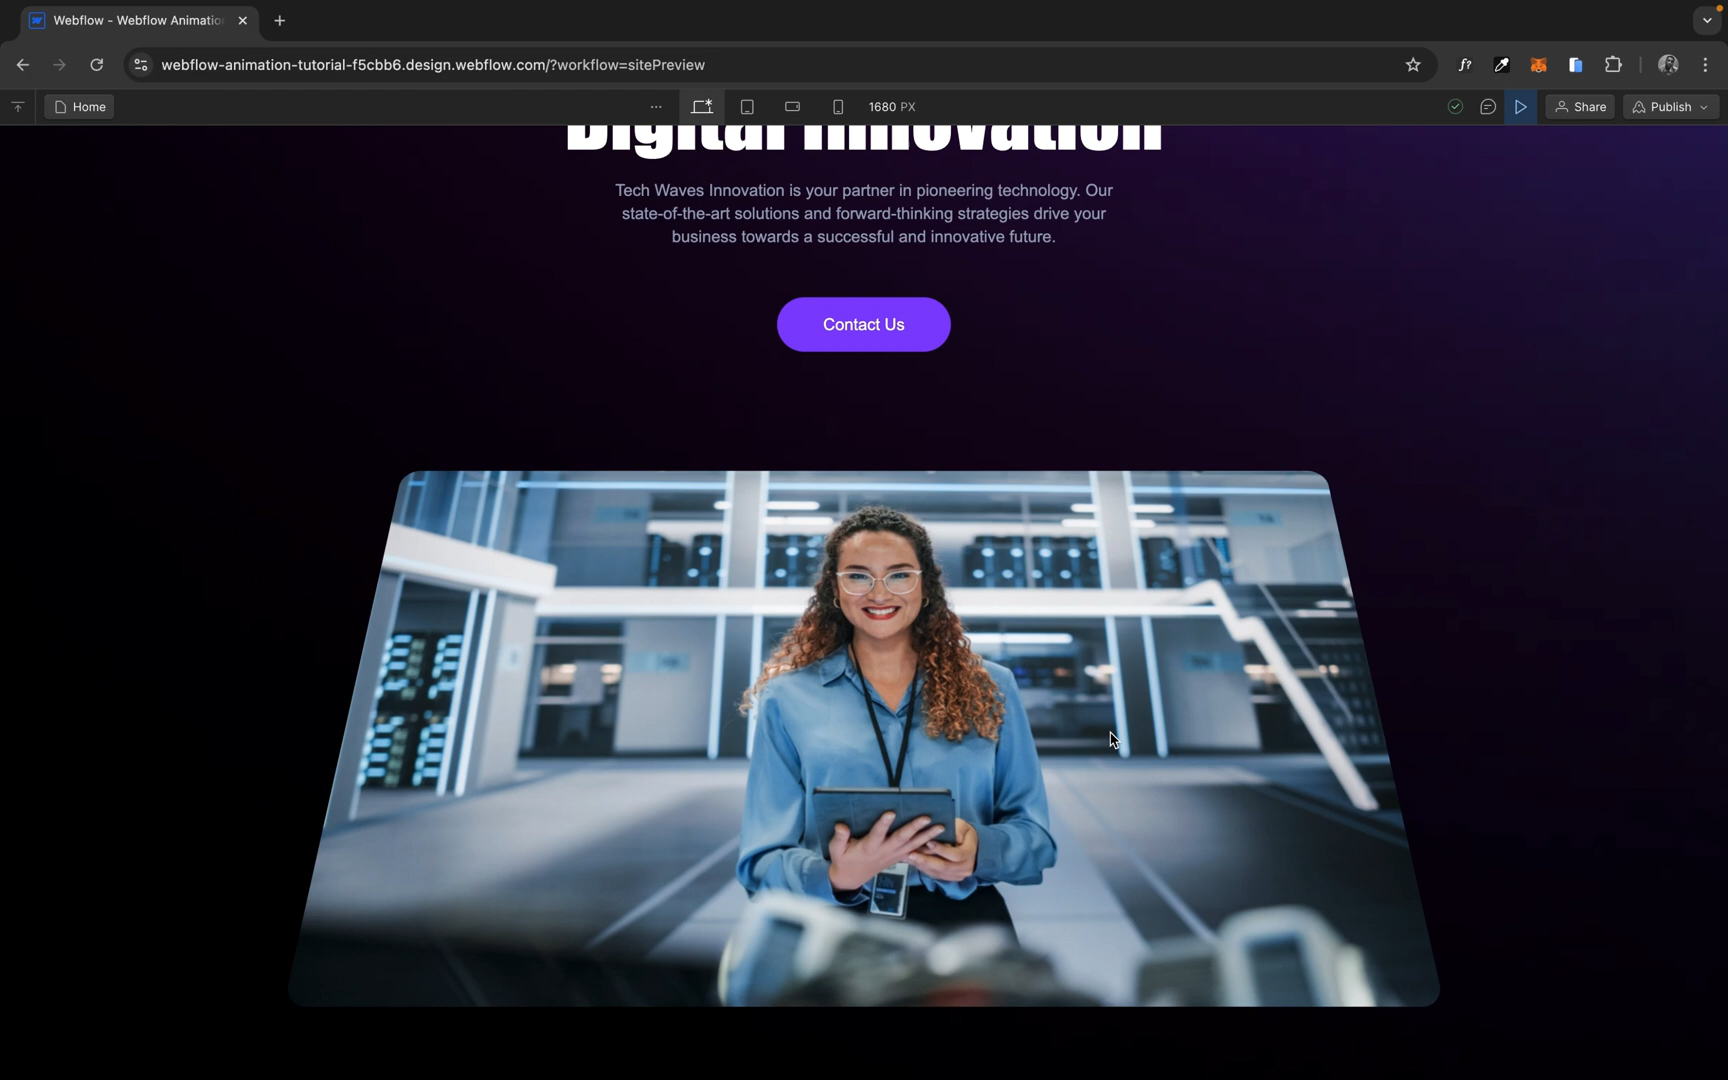 Webflow - Webflow Animatio
webflow-animation-tutorial-f5cbb6.design.webflow.com/?workflow=sitePreview
f?
Home
1680 PX
Share
Publish
Digital Innovation
Tech Waves Innovation is your partner in pioneering technology. Our
state-of-the-art solutions and forward-thinking strategies drive your
business towards a successful and innovative future.
Contact Us